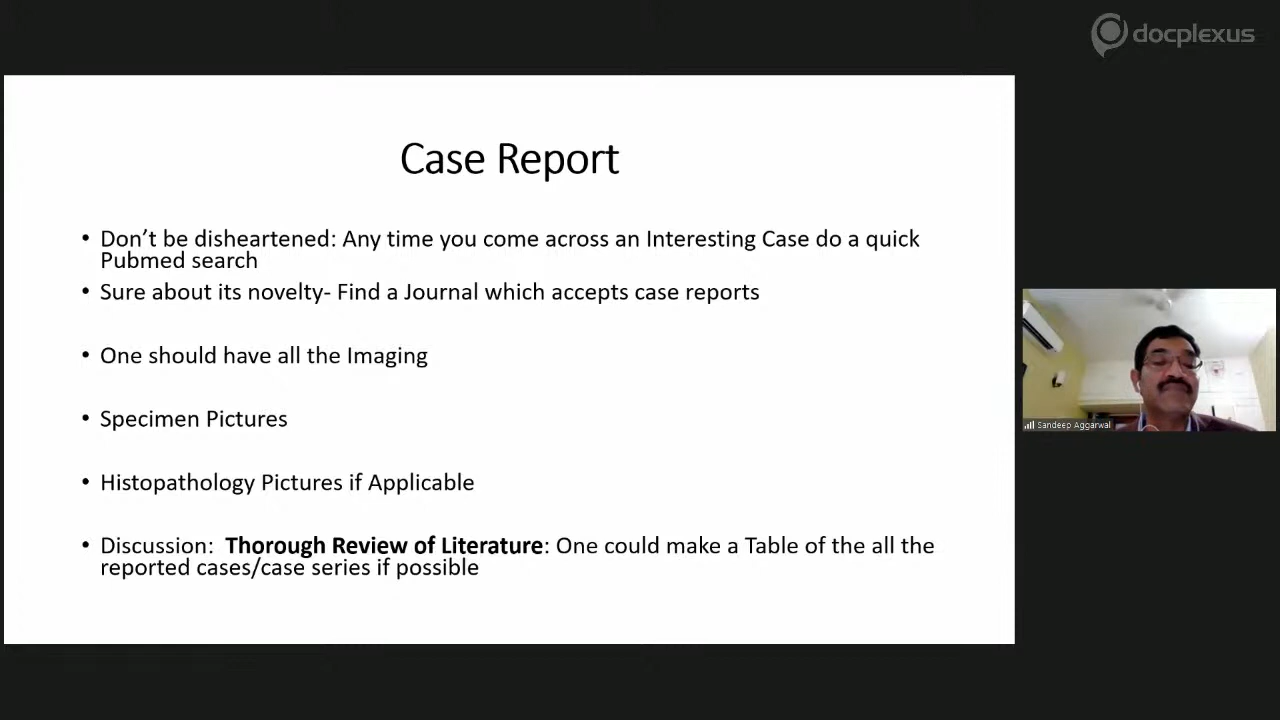 docplexus
Case Report
• Don’t be disheartened: Any time you come across an Interesting Case do a quick
Pubmed search
• Sure about its novelty- Find a Journal which accepts case reports
• One should have all the Imaging
• Specimen Pictures
• Histopathology Pictures if Applicable
• Discussion: Thorough Review of Literature: One could make a Table of the all the
reported cases/case series if possible
Sandeep Aggarwal